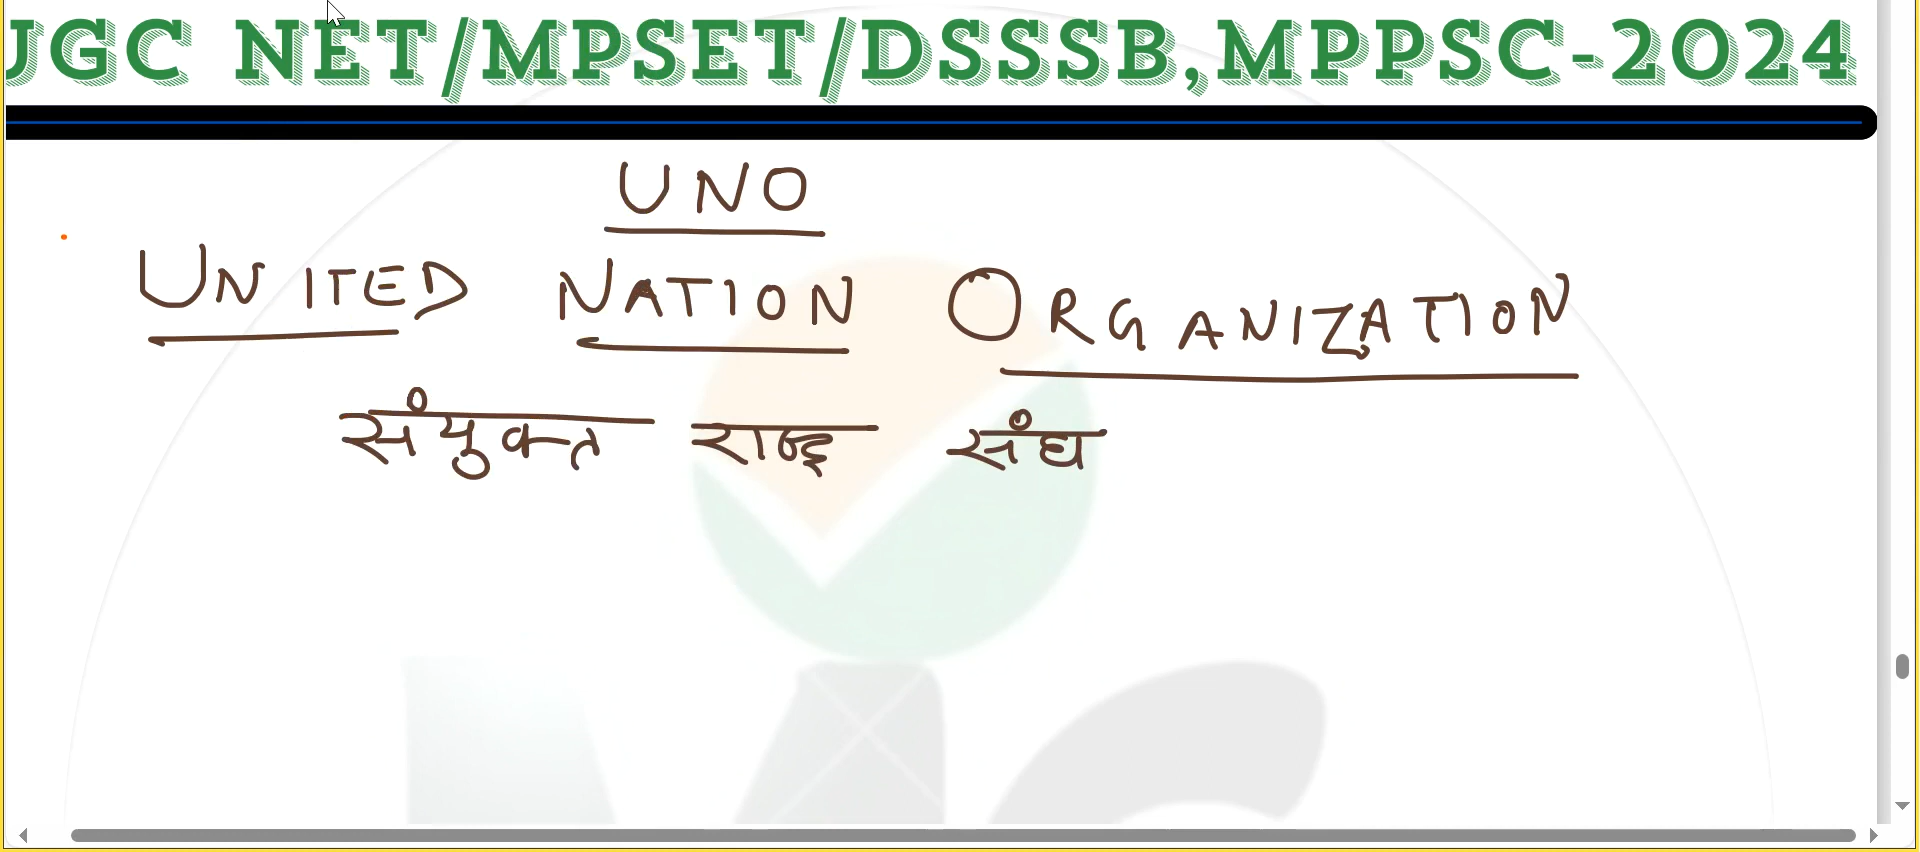 JGC NET/MPSET/DSSSB,MPPSC-2024
UNO
UNITED NATION ORGANIZATION
संयुक्त राष्ट्र संघ